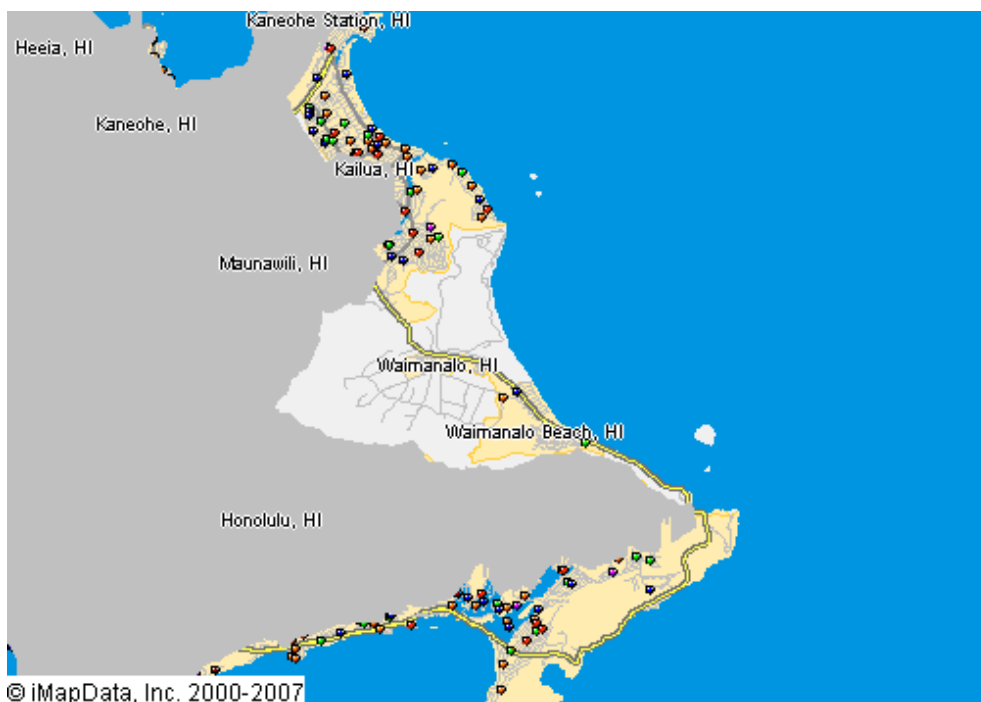 Kaneohe Station, HI
Heeia, HI
Kaneohe, HI
Kailua, HI
Maunawili, HI
Waimanalo, HI
Waimanalo Beach, HI
Honolulu, HI
© iMapData, Inc. 2000-2007